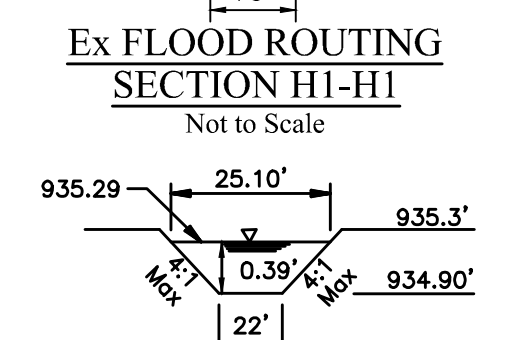 Ex FLOOD ROUTING
SECTION H1-H1
Not to Scale
25.10'
935.29
935.3'
4:1
Max
0.39'
4:1
Max
934.90'
22'